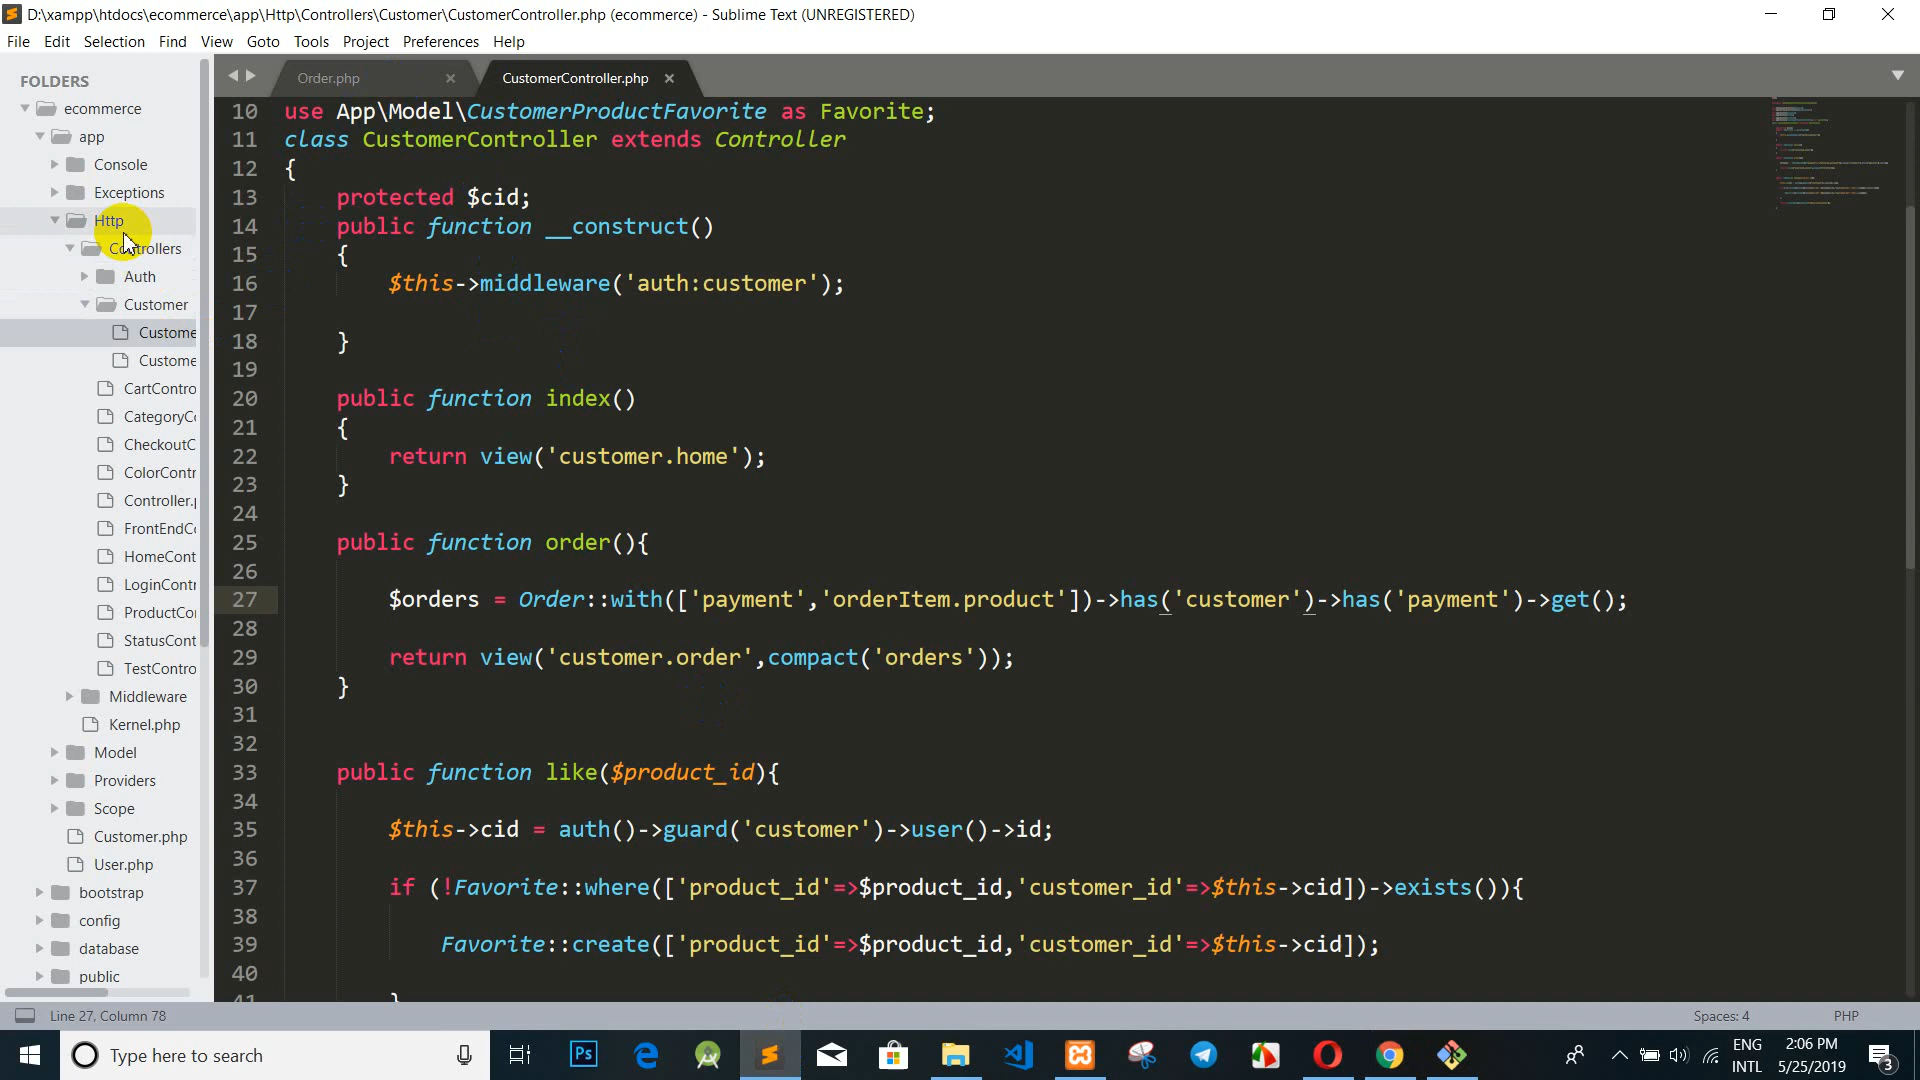 D:\xampp\htdocs\ecommerce\app\Http\Controllers\Customer\CustomerController.php (ecommerce) - Sublime Text (UNREGISTERED)
File Edit Selection Find View Goto Tools Project Preferences Help
FOLDERS
ecommerce
app
Console
Exceptions
Http
Controllers
Auth
Customer
Custome
Custome
CartContro
CategoryCo
CheckoutC
ColorContr
Controller.p
FrontEndCo
HomeCont
LoginContr
ProductCon
StatusCont
TestContro
Middleware
Kernel.php
Model
Providers
Scope
Customer.php
User.php
bootstrap
config
database
public
Order.php
CustomerController.php
10 use App\Model\CustomerProductFavorite as Favorite;
11 class CustomerController extends Controller
12 {
13 protected $cid;
14 public function __construct()
15 {
16 $this->middleware('auth:customer');
17
18 }
19
20 public function index()
21 {
22 return view('customer.home');
23 }
24
25 public function order(){
26
27 $orders = Order::with(['payment','orderItem.product'])->has('customer')->has('payment')->get();
28
29 return view('customer.order',compact('orders'));
30 }
31
32
33 public function like($product_id){
34
35 $this->cid = auth()->guard('customer')->user()->id;
36
37 if (!Favorite::where(['product_id'=>$product_id,'customer_id'=>$this->cid])->exists()){
38
39 Favorite::create(['product_id'=>$product_id,'customer_id'=>$this->cid]);
40
41 }
Line 27, Column 78
Spaces: 4
PHP
Type here to search
Ps
ENG
INTL
2:06 PM
5/25/2019
3